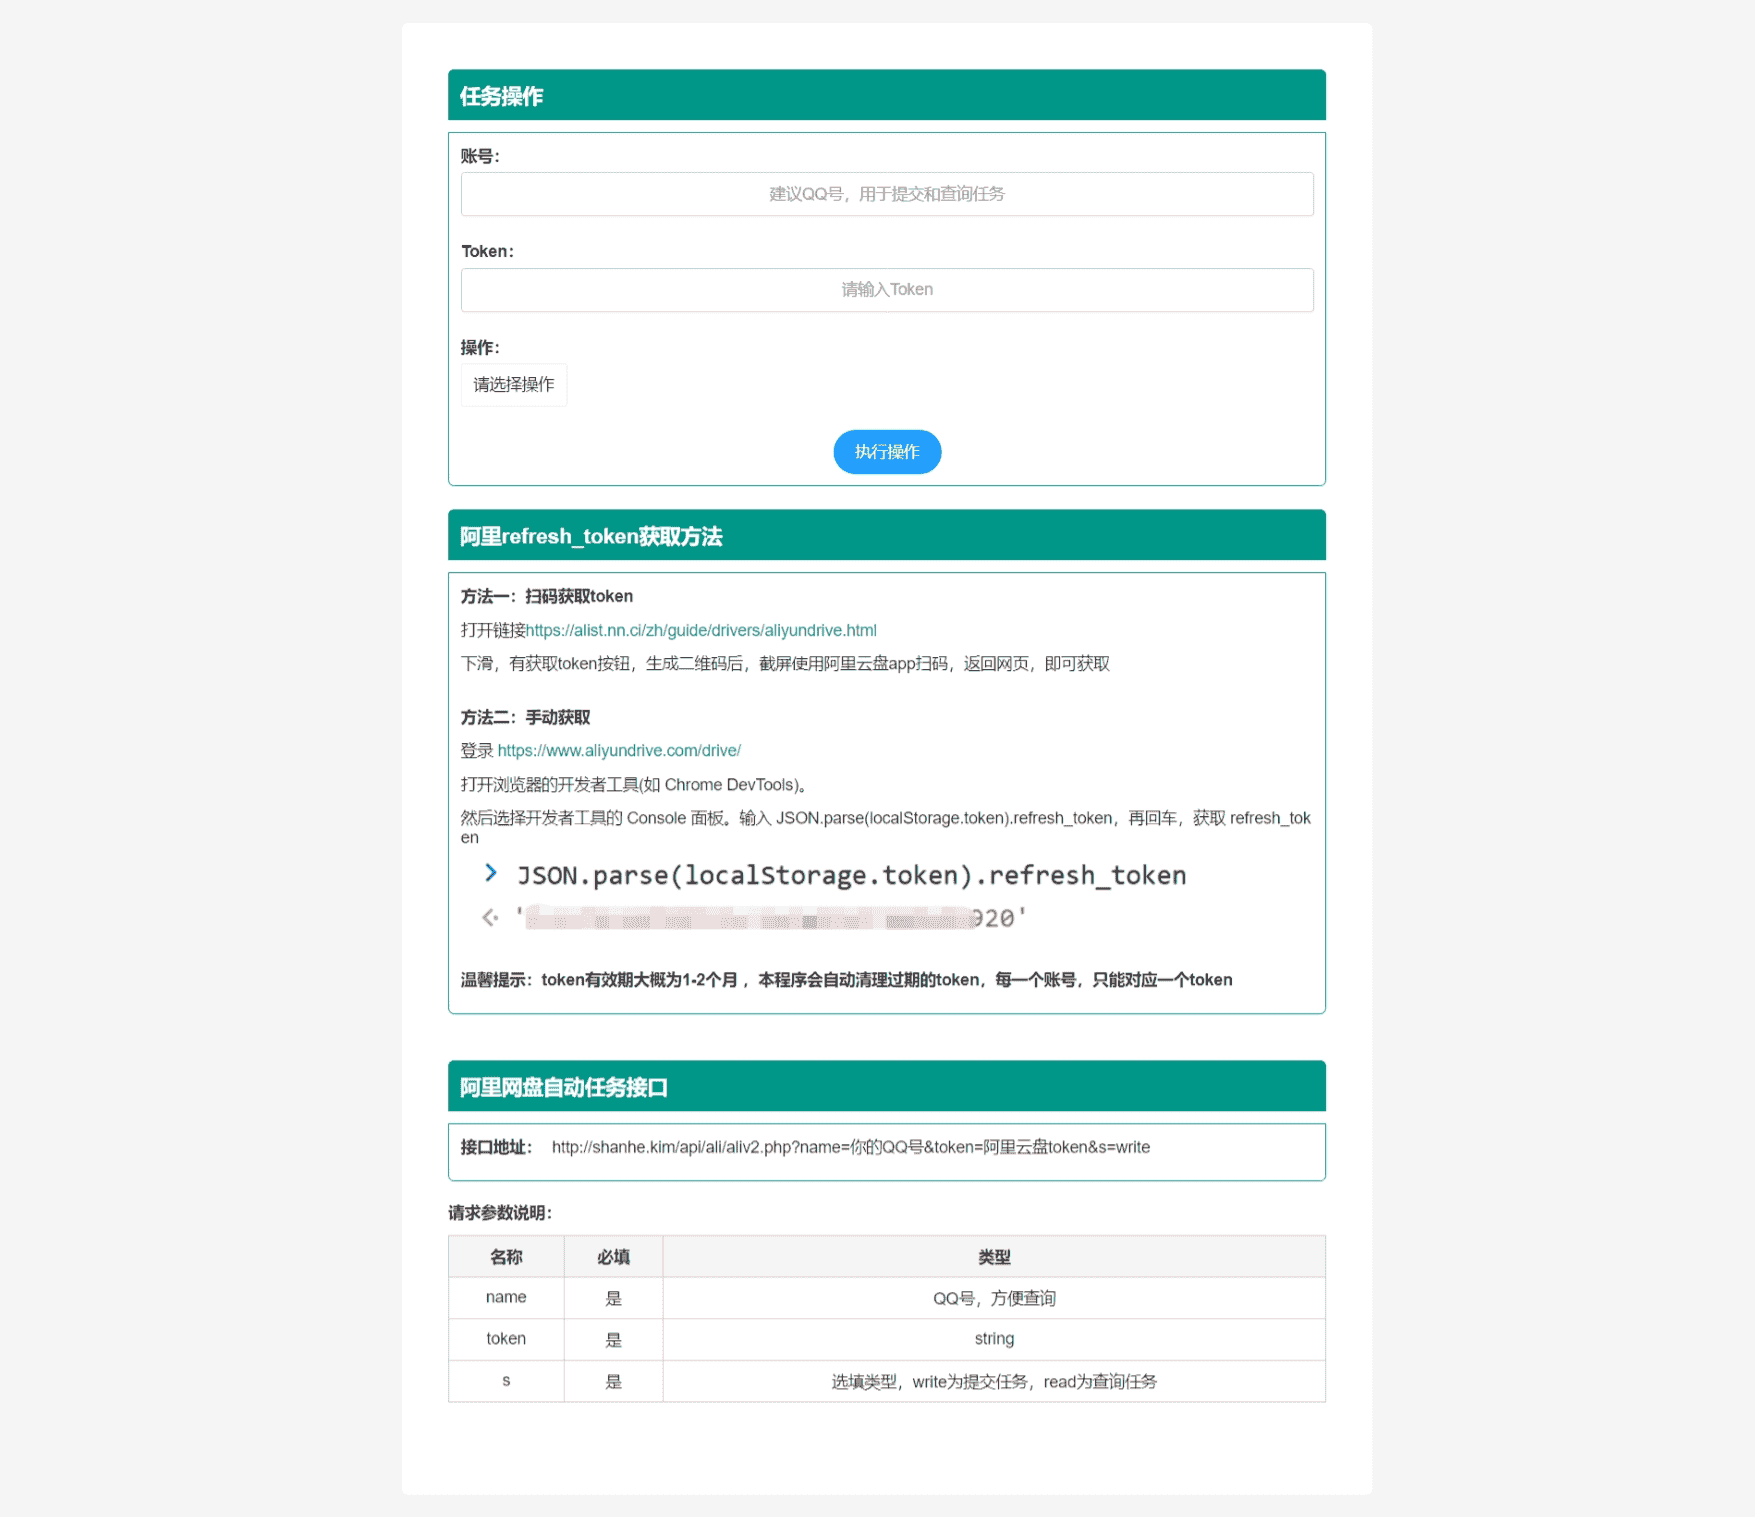 任务操作
账号：
建议QQ号，用于提交和查询任务
Token：
请输入Token
操作：
请选择操作
执行操作
阿里refresh_token获取方法
方法一：扫码获取token
打开链接https://alist.nn.ci/zh/guide/drivers/aliyundrive.html
下滑，有获取token按钮，生成二维码后，截屏使用阿里云盘app扫码，返回网页，即可获取
方法二：手动获取
登录 https://www.aliyundrive.com/drive/
打开浏览器的开发者工具(如 Chrome DevTools)。
然后选择开发者工具的 Console 面板。输入 JSON.parse(localStorage.token).refresh_token，再回车，获取 refresh_tok
en
> JSON.parse(localStorage.token).refresh_token
'920'
温馨提示：token有效期大概为1-2个月 ，本程序会自动清理过期的token，每一个账号，只能对应一个token
阿里网盘自动任务接口
接口地址： http://shanhe.kim/api/ali/aliv2.php?name=你的QQ号&token=阿里云盘token&s=write
请求参数说明：
名称 必填 类型
name 是 QQ号，方便查询
token 是 string
s 是 选填类型，write为提交任务，read为查询任务